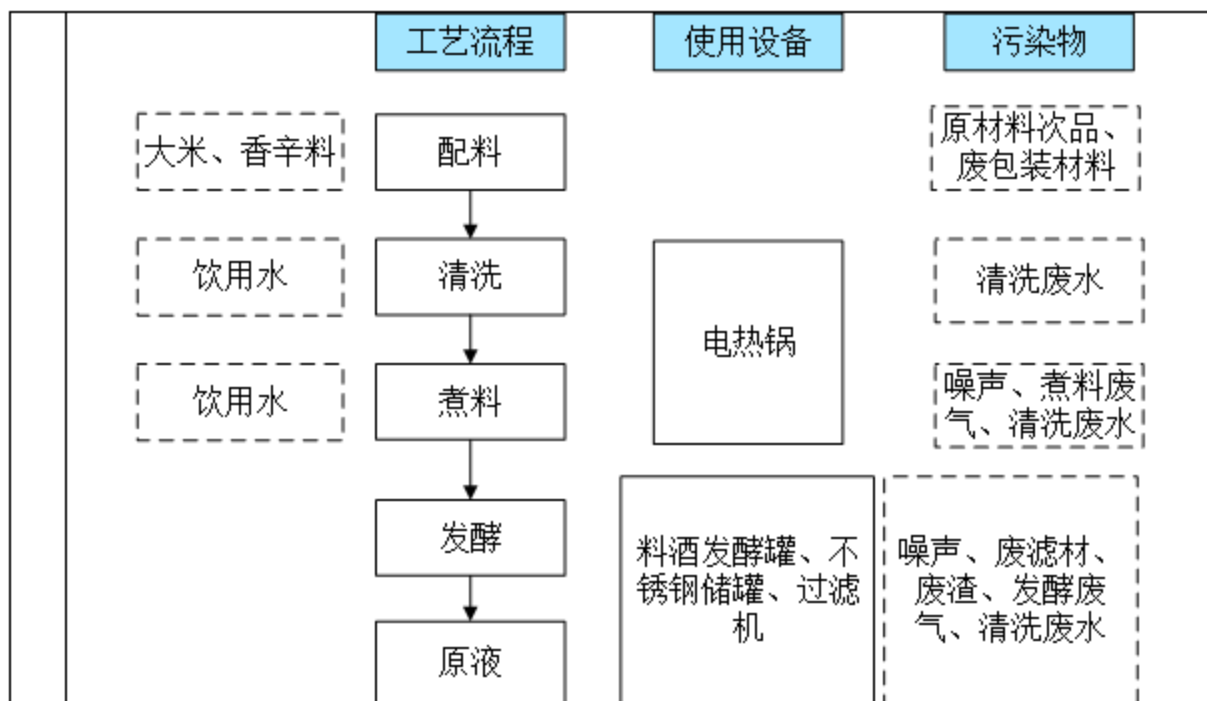 工艺流程 使用设备 污染物
大米、香辛料 配料
原材料次品、
废包装材料
饮用水 清洗 清洗废水
电热锅
饮用水 煮料
噪声、煮料废
气、清洗废水
发酵
料酒发酵罐、不
锈钢储罐、过滤
机
噪声、废滤材、
废渣、发酵废
气、清洗废水
原液